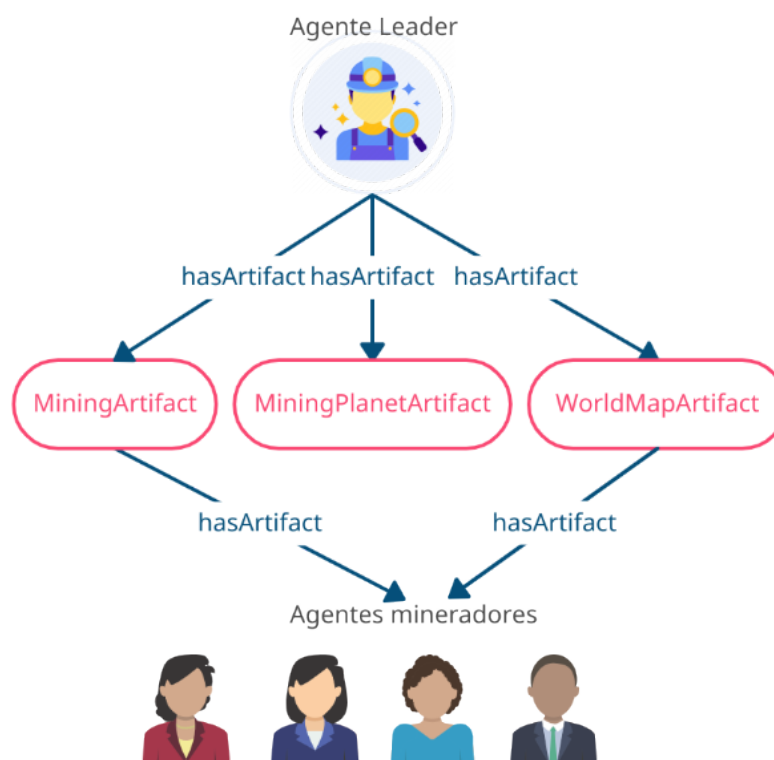 Agente Leader
hasArtifact hasArtifact hasArtifact
MiningArtifact MiningPlanetArtifact WorldMapArtifact
hasArtifact hasArtifact
Agentes mineradores